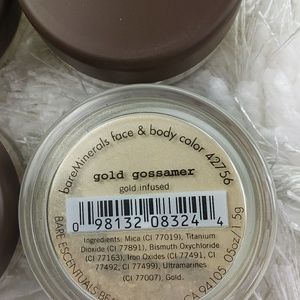 bareMinerals face & body color 42756
gold gossamer
gold infused
0 98132 08324 4
Ingredients: Mica (CI 77019), Titanium
Dioxide (CI 77891), Bismuth Oxychloride
(CI 77163), Iron Oxides (CI 77491,
CI 77492, CI 77499), Ultramarines
(CI 77007), Gold.
BARE ESCENTUALS BE
CA 94105 .05oz/1.5g